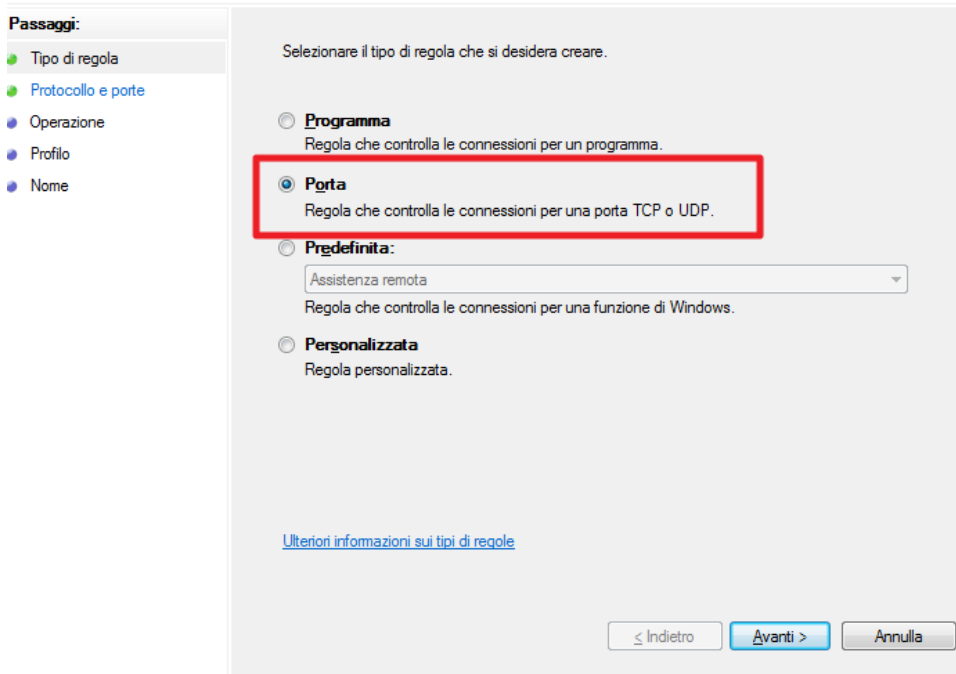 Passaggi:
Tipo di regola
Protocollo e porte
Operazione
Profilo
Nome
Selezionare il tipo di regola che si desidera creare.
Programma
Regola che controlla le connessioni per un programma.
Porta
Regola che controlla le connessioni per una porta TCP o UDP.
Predefinita:
Assistenza remota
Regola che controlla le connessioni per una funzione di Windows.
Personalizzata
Regola personalizzata.
Ulteriori informazioni sui tipi di regole
< Indietro
Avanti >
Annulla